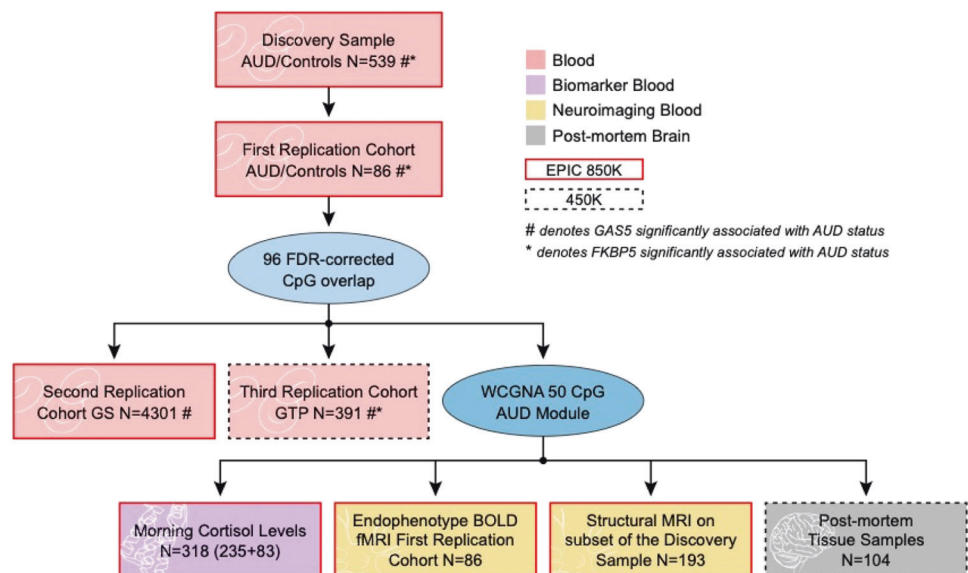 Discovery Sample
AUD/Controls N=539 #*
Blood
Biomarker Blood
Neuroimaging Blood
Post-mortem Brain
First Replication Cohort
AUD/Controls N=86 #*
EPIC 850K
450K
# denotes GAS5 significantly associated with AUD status
* denotes FKBP5 significantly associated with AUD status
96 FDR-corrected
CpG overlap
Second Replication
Cohort GS N=4301 #
Third Replication Cohort
GTP N=391 #*
WCGNA 50 CpG
AUD Module
Morning Cortisol Levels
N=318 (235+83)
Endophenotype BOLD
fMRI First Replication
Cohort N=86
Structural MRI on
subset of the Discovery
Sample N=193
Post-mortem
Tissue Samples
N=104